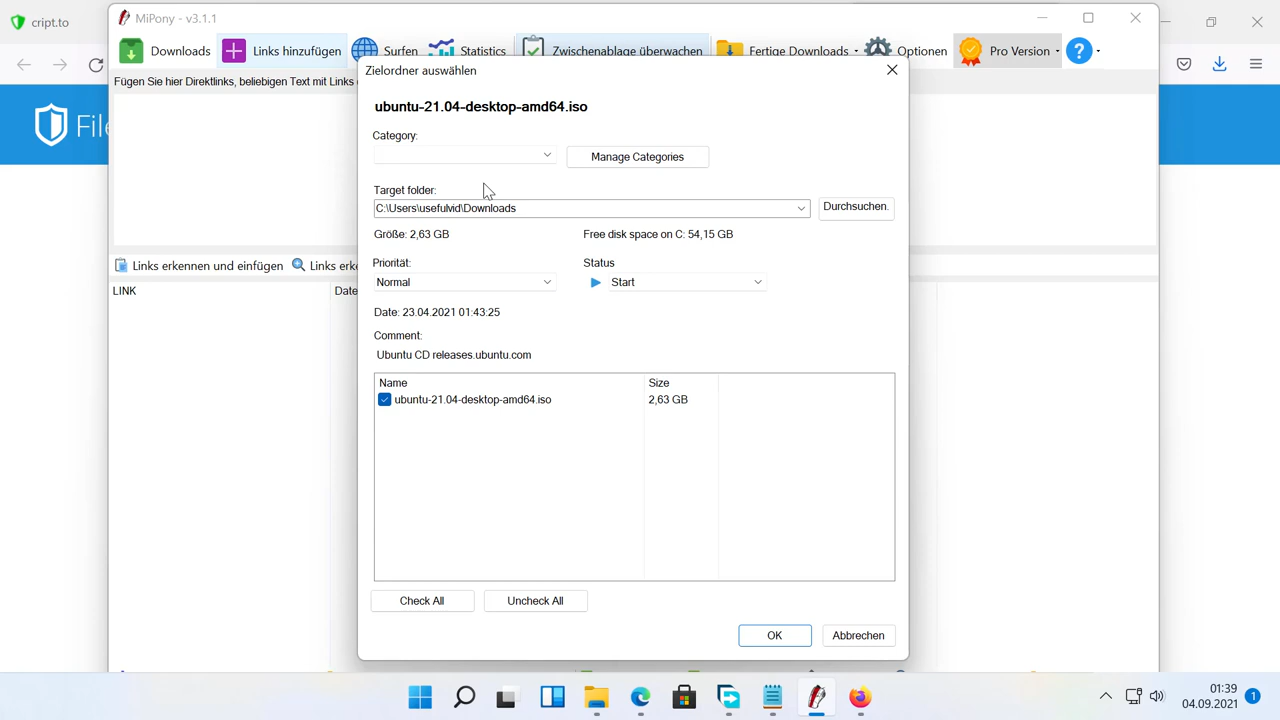 cript.to
MiPony - v3.1.1
Downloads
Links hinzufügen
Surfen
Statistics
Zwischenablage überwachen
Fertige Downloads
Optionen
Pro Version
?
Fügen Sie hier Direktlinks, beliebigen Text mit Links
File
Zielordner auswählen
ubuntu-21.04-desktop-amd64.iso
Category:
Manage Categories
Target folder:
C:\Users\usefulvid\Downloads
Durchsuchen.
Größe: 2,63 GB
Free disk space on C: 54,15 GB
Priorität:
Status
Normal
Start
Date: 23.04.2021 01:43:25
Comment:
Ubuntu CD releases.ubuntu.com
Name
Size
ubuntu-21.04-desktop-amd64.iso
2,63 GB
Check All
Uncheck All
OK
Abbrechen
Links erkennen und einfügen
Links erke
LINK
Date
01:39
04.09.2021
1